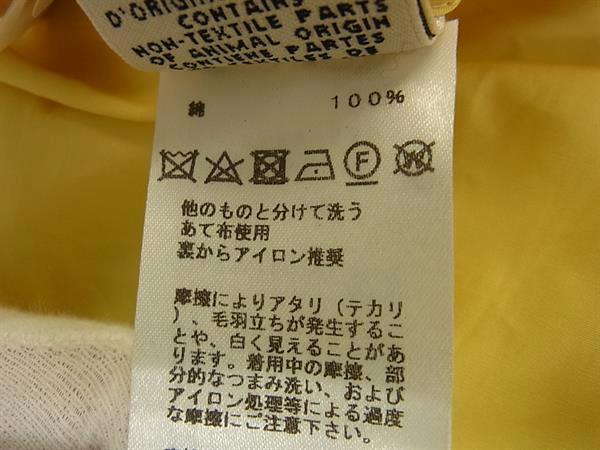 D'ORIGINE
CONTAINS
NON-TEXTILE PARTS
OF ANIMAL ORIGIN
CONTIENE PARTES
綿 100%
F
W
他のものと分けて洗う
あて布使用
裏からアイロン推奨
摩擦によりアタリ(テカリ
)、毛羽立ちが発生するこ
とや、白く見えることがあ
ります。着用中の摩擦、部
分的なつまみ洗い、および
アイロン処理等による過度
な摩擦にご注意下さい。